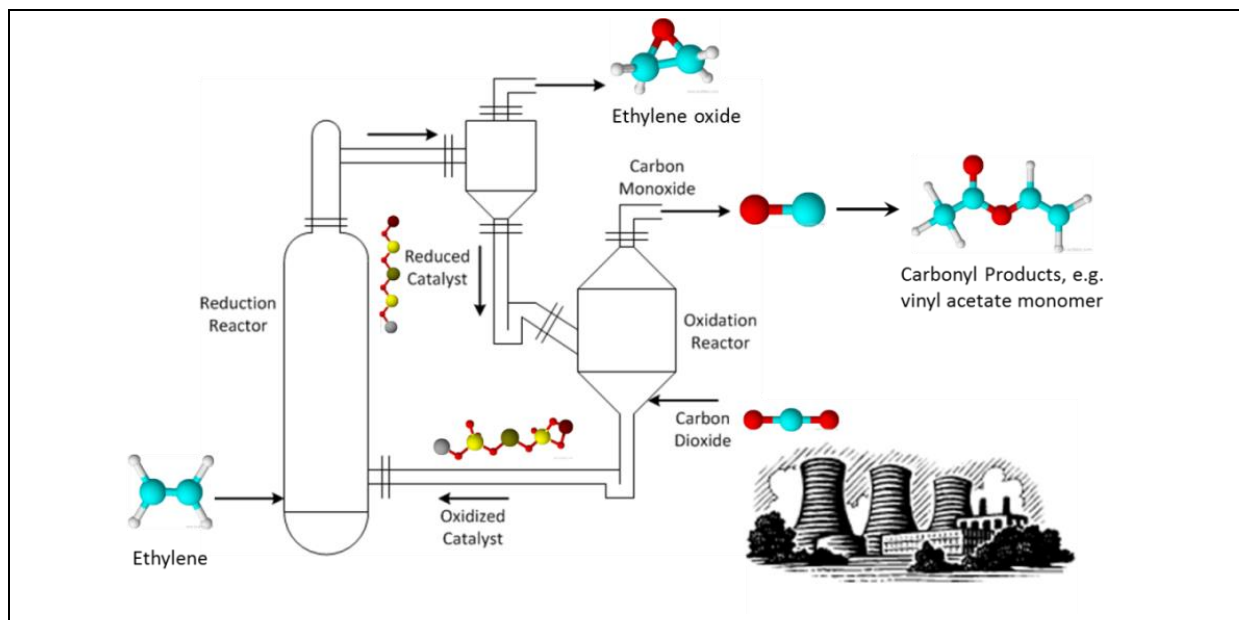 Ethylene oxide
Carbon
Monoxide
Reduced
Catalyst
Carbonyl Products, e.g.
vinyl acetate monomer
Reduction
Reactor
Oxidation
Reactor
Carbon
Dioxide
Oxidized
Catalyst
Ethylene